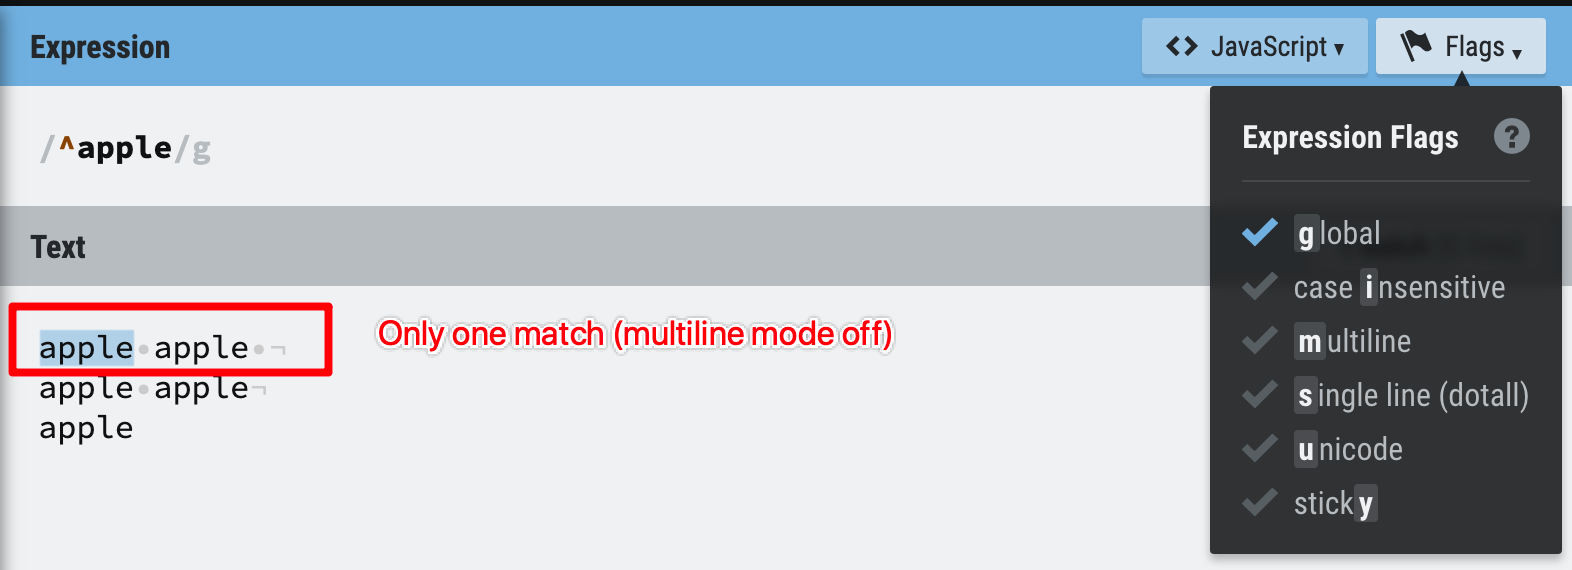 Expression
<> JavaScript ▾
Flags ▾
/^apple/g
Expression Flags ?
global
case insensitive
multiline
single line (dotall)
unicode
sticky
Text
apple•apple•¬
Only one match (multiline mode off)
apple•apple¬
apple